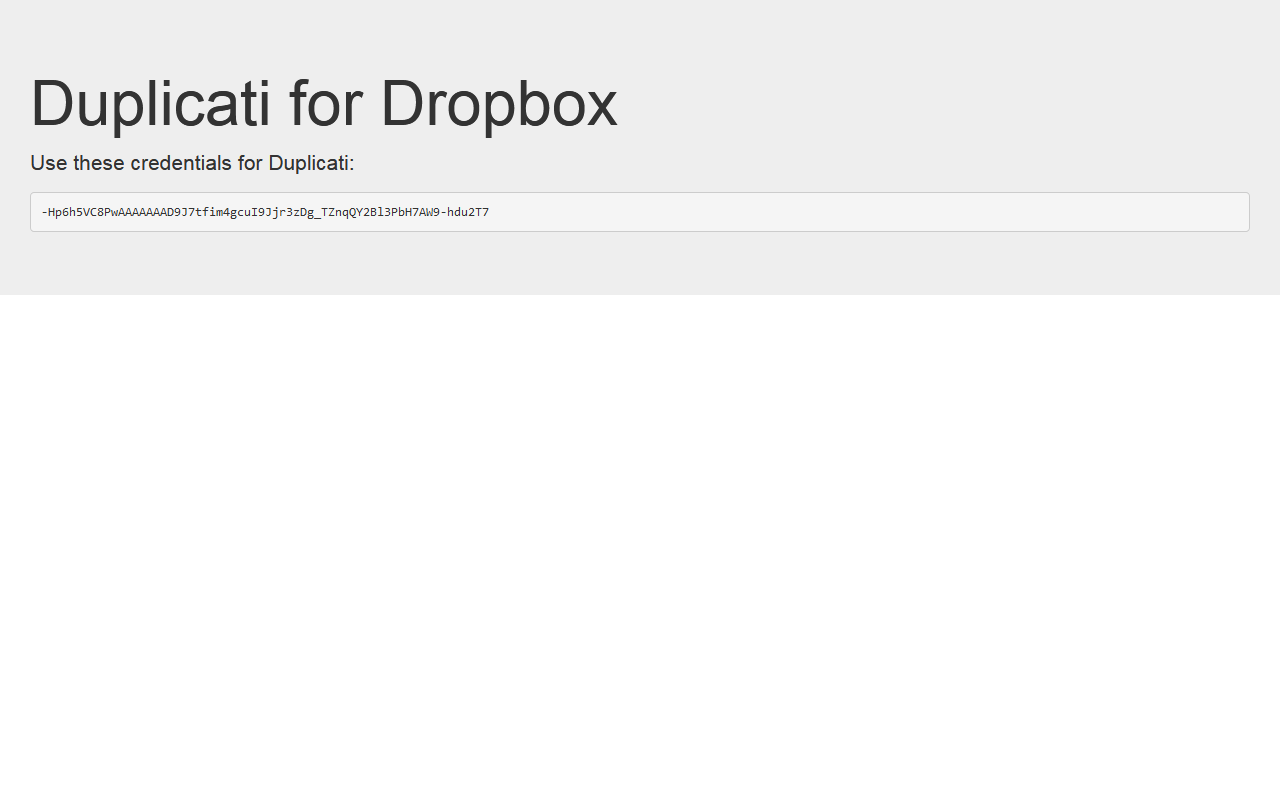 Duplicati for Dropbox
Use these credentials for Duplicati:
-Hp6h5VC8PwAAAAAAAD9J7tfim4gcuI9Jjr3zDg_TZnqQY2Bl3PbH7AW9-hdu2T7